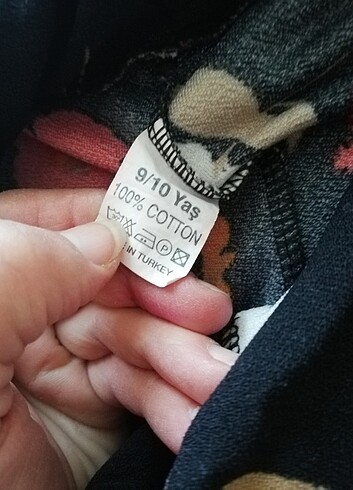 9/10 Yaş
100% COTTON
P
IN TURKEY